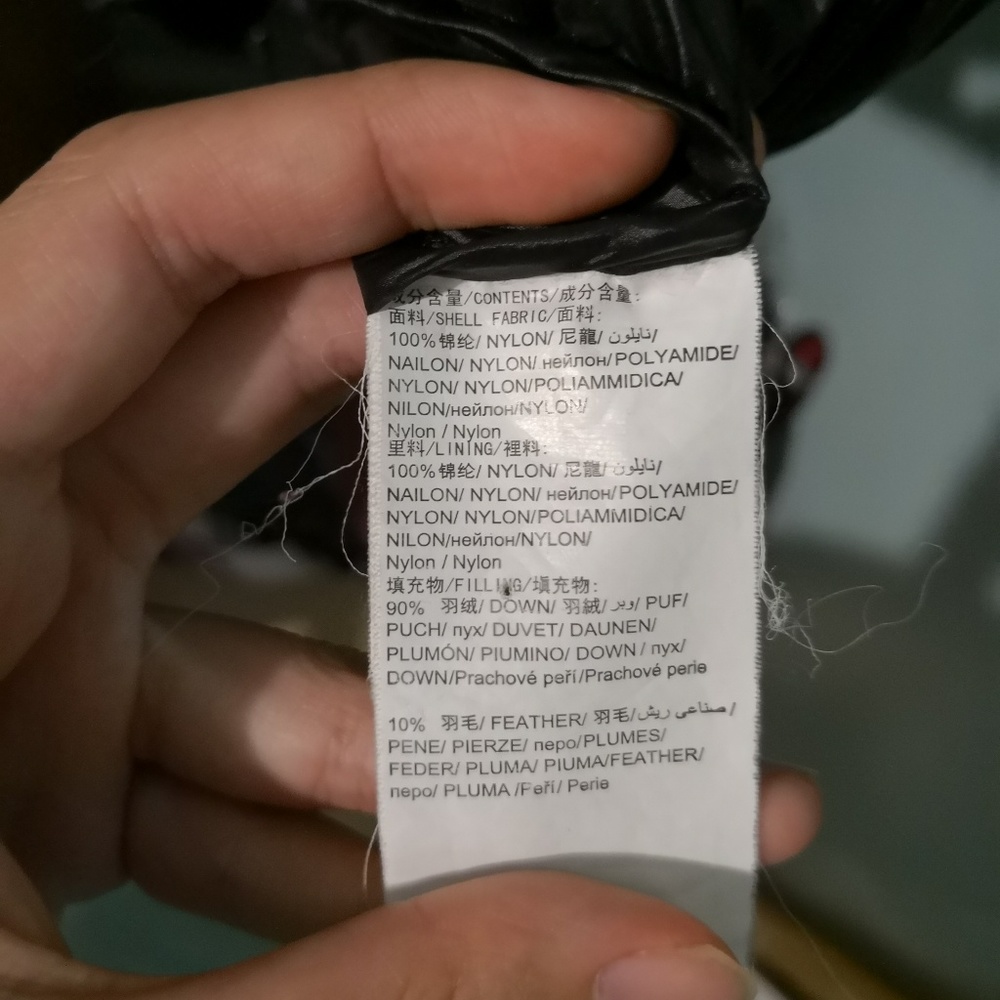 成分含量/CONTENTS/成分含量:
面料/SHELL FABRIC/面料:
100%锦纶/ NYLON/ 尼龍/ نايلون/
NAILON/ NYLON/ нейлон/POLYAMIDE/
NYLON/ NYLON/POLIAMMIDICA/
NILON/нейлон/NYLON/
Nylon / Nylon
里料/LINING/裡料:
100%锦纶/ NYLON/ 尼龍/ نايلون/
NAILON/ NYLON/ нейлон/POLYAMIDE/
NYLON/ NYLON/POLIAMMIDICA/
NILON/нейлон/NYLON/
Nylon / Nylon
填充物/FILLING/填充物:
90% 羽绒/ DOWN/ 羽絨/ وبر/ PUF/
PUCH/ пух/ DUVET/ DAUNEN/
PLUMÓN/ PIUMINO/ DOWN / пух/
DOWN/Prachové peří/Prachové perie
10% 羽毛/ FEATHER/ 羽毛/ صناعى ريش/
PENE/ PIERZE/ перо/PLUMES/
FEDER/ PLUMA/ PIUMA/FEATHER/
перо/ PLUMA /Peří/ Perie